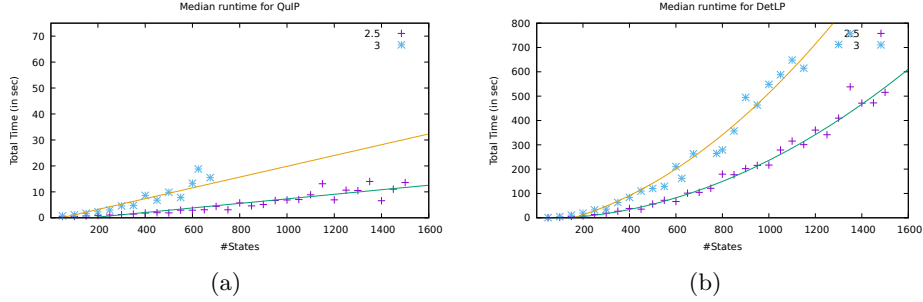 Median runtime for QuIP
70
60
50
40
30
20
10
0
Total Time (in sec)
2.5
3
200 400 600 800 1000 1200 1400 1600
#States
(a)
Median runtime for DetLP
800
700
600
500
400
300
200
100
0
Total Time (in sec)
2.5
3
200 400 600 800 1000 1200 1400 1600
#States
(b)